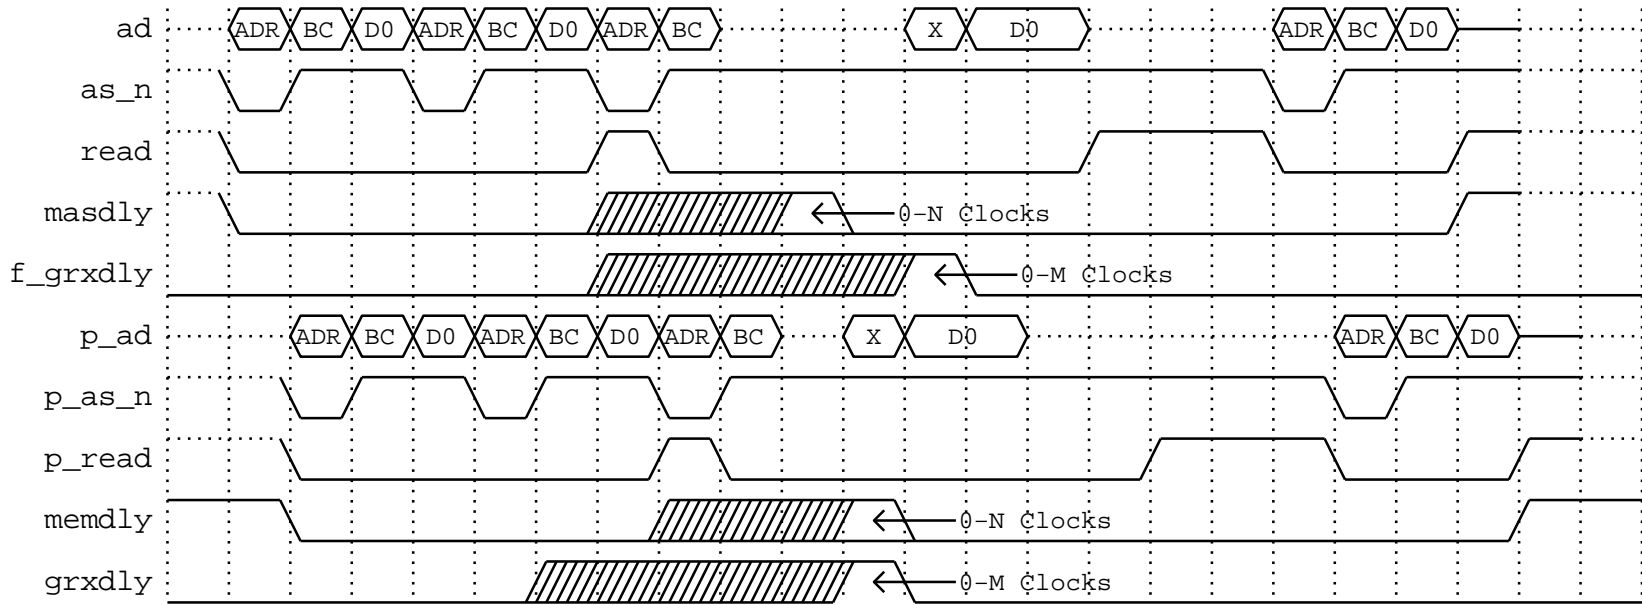 ad ADR BC D0 ADR BC D0 ADR BC X D0 ADR BC D0
as_n
read
masdly 0-N Clocks
f_grxdly 0-M Clocks
p_ad ADR BC D0 ADR BC D0 ADR BC X D0 ADR BC D0
p_as_n
p_read
memdly 0-N Clocks
grxdly 0-M Clocks